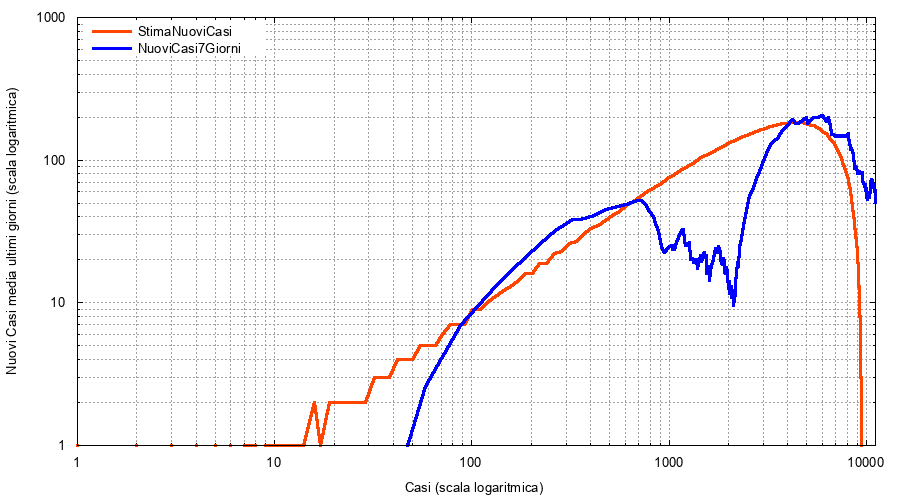 1000
StimaNuoviCasi
NuoviCasi7Giorni
100
10
1
Nuovi Casi media ultimi giorni (scala logaritmica)
1 10 100 1000 10000
Casi (scala logaritmica)